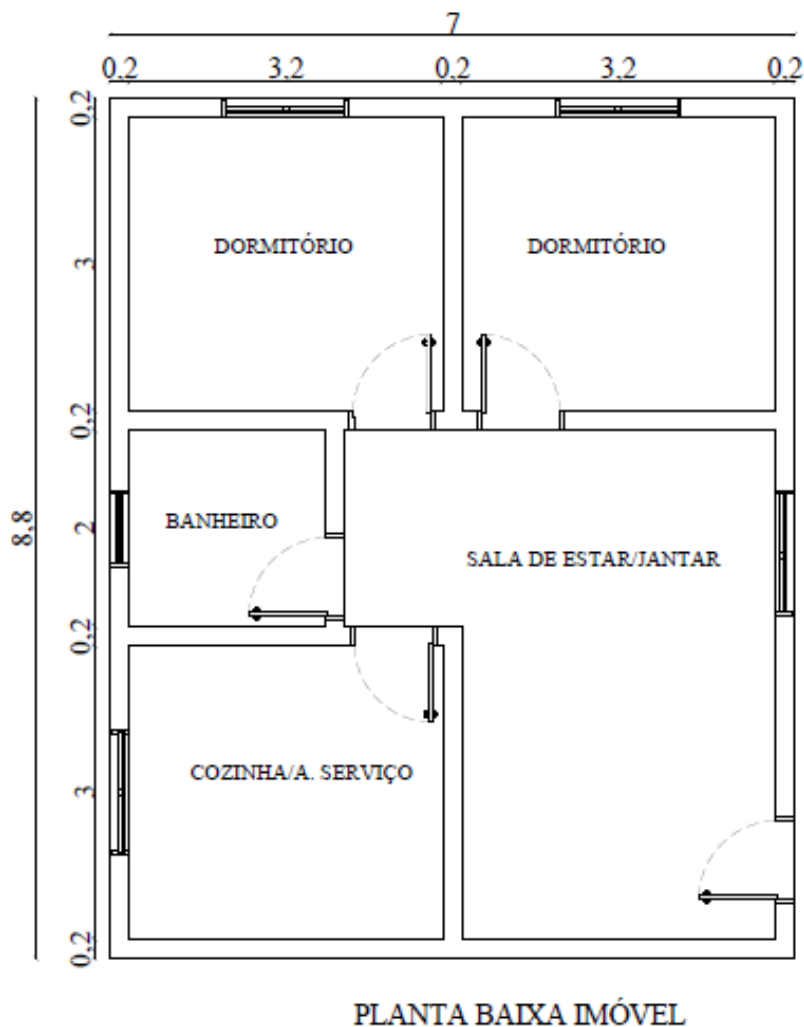 7
0,2 3,2 0,2 3,2 0,2
0,2
DORMITÓRIO DORMITÓRIO
3
0,2
8,8
2
BANHEIRO
SALA DE ESTAR/JANTAR
0,2
COZINHA/A. SERVIÇO
3
0,2
PLANTA BAIXA IMÓVEL